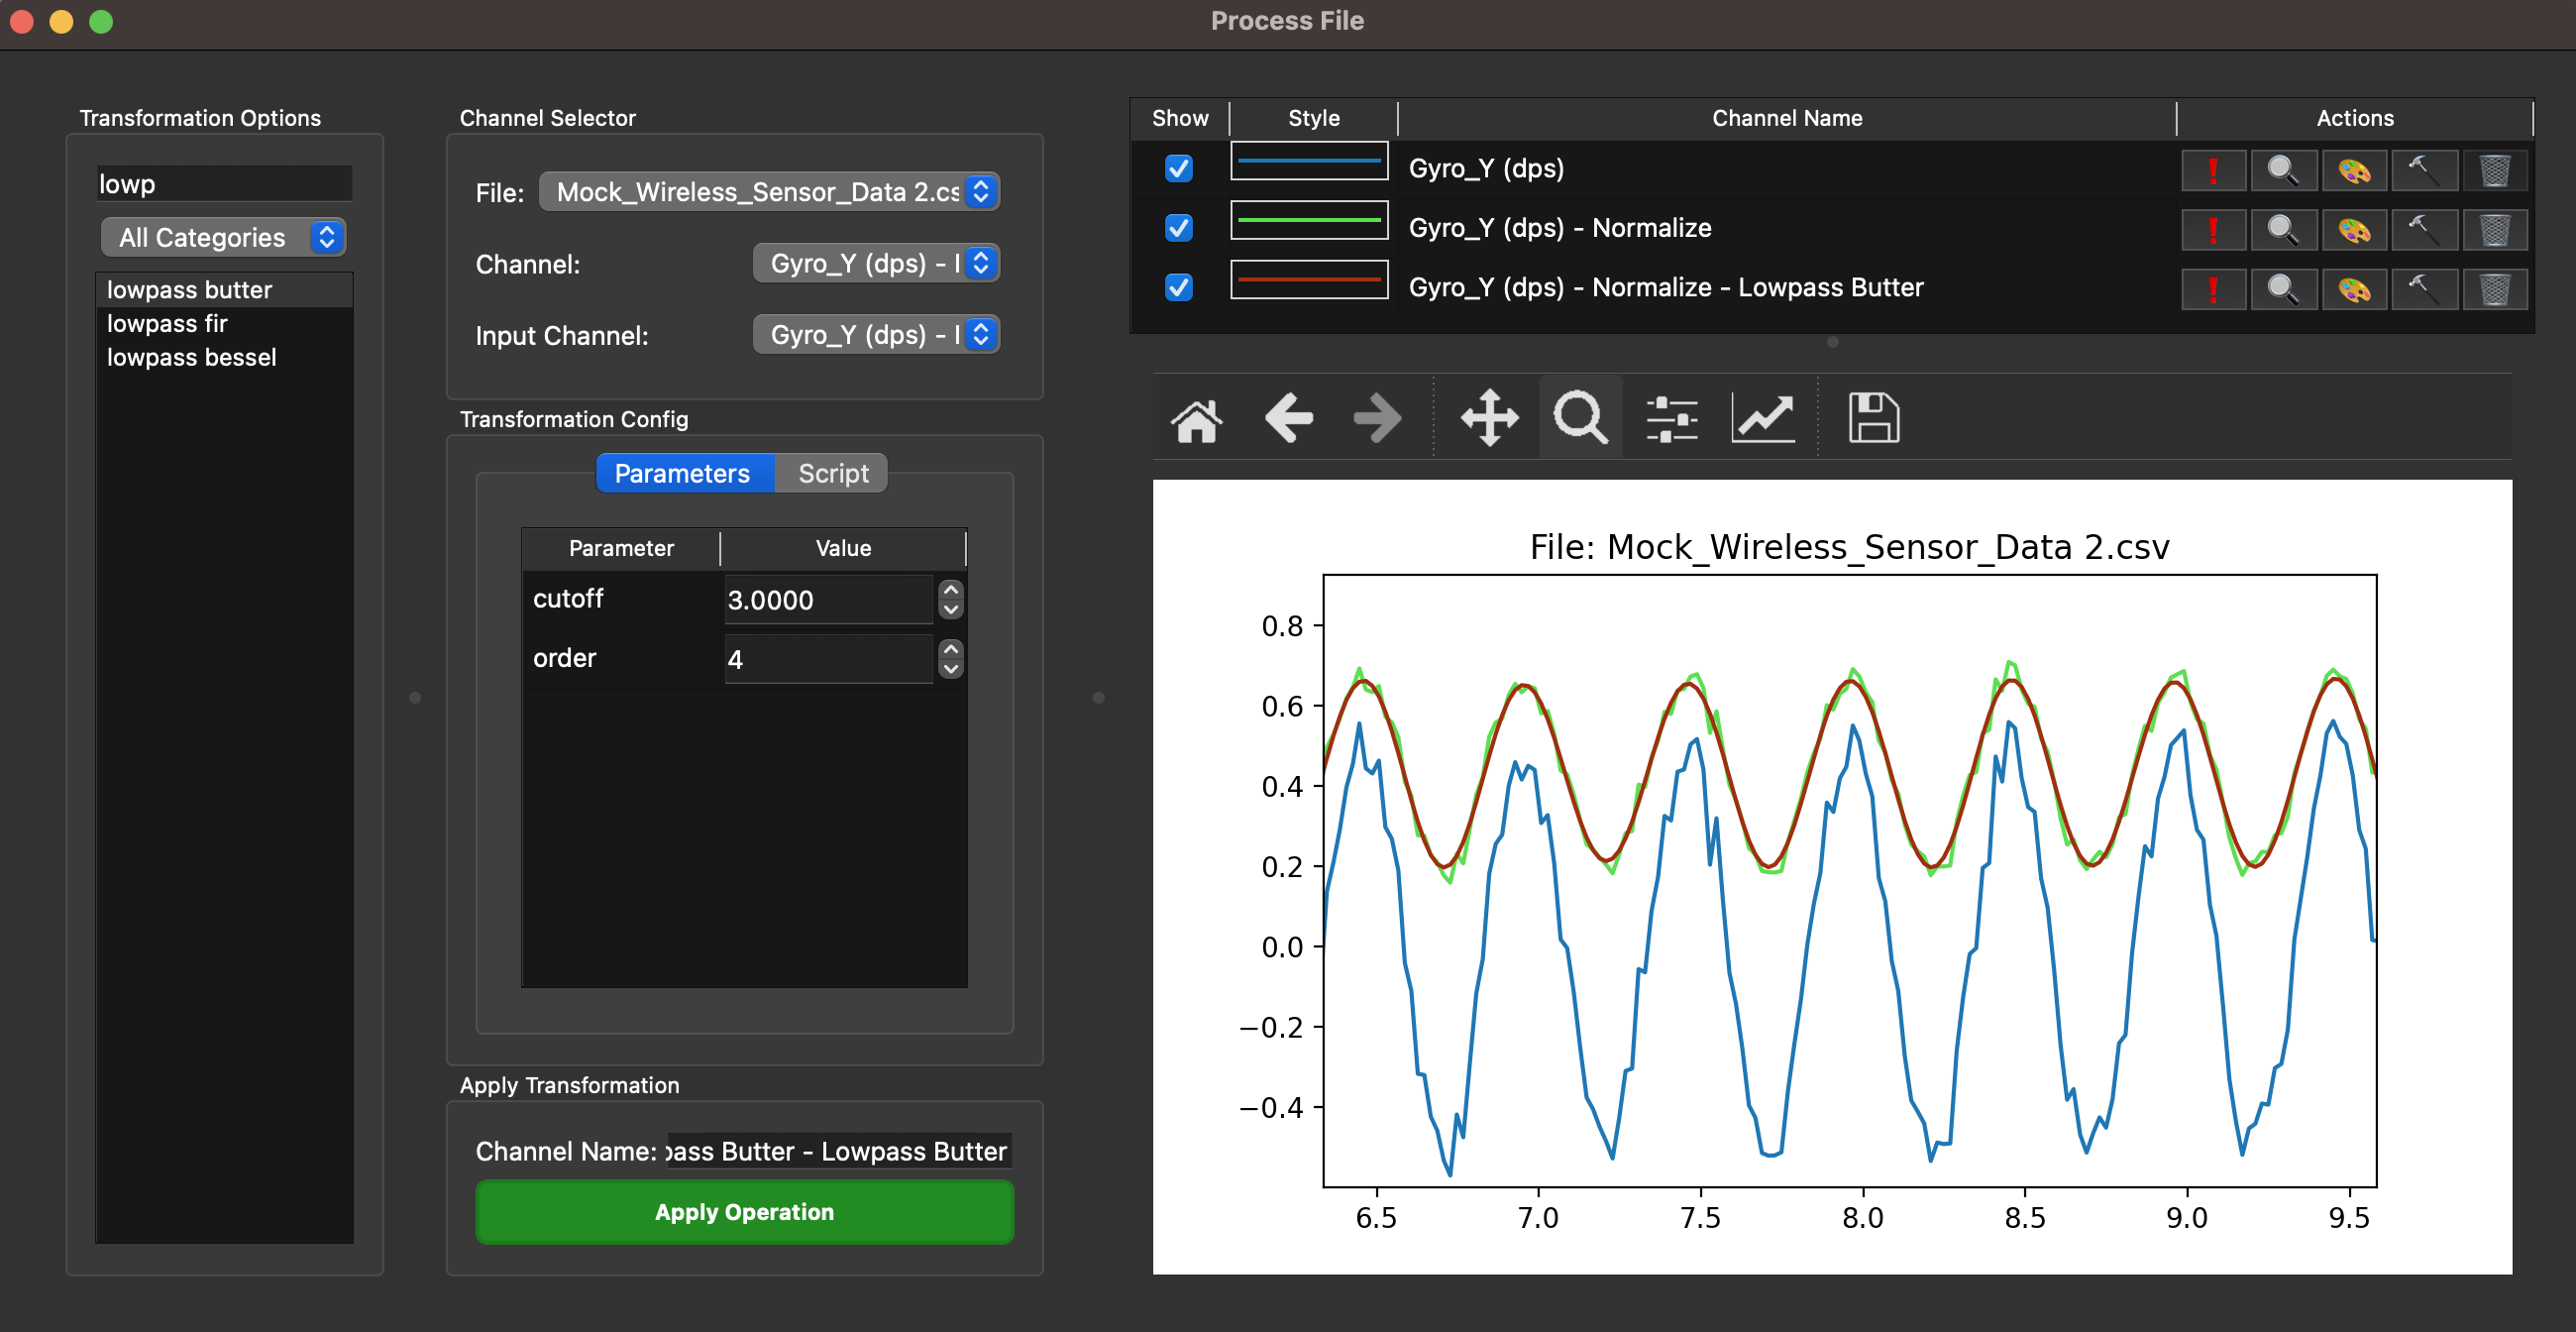 Process File
Transformation Options
lowp
All Categories
lowpass butter
lowpass fir
lowpass bessel
Channel Selector
File: Mock_Wireless_Sensor_Data 2.cs
Channel: Gyro_Y (dps) -
Input Channel: Gyro_Y (dps) -
Transformation Config
Parameters Script
Parameter Value
cutoff 3.0000
order 4
Apply Transformation
Channel Name: pass Butter - Lowpass Butter
Apply Operation
Show Style Channel Name Actions
Gyro_Y (dps)
Gyro_Y (dps) - Normalize
Gyro_Y (dps) - Normalize - Lowpass Butter
File: Mock_Wireless_Sensor_Data 2.csv
0.8
0.6
0.4
0.2
0.0
−0.2
−0.4
6.5 7.0 7.5 8.0 8.5 9.0 9.5